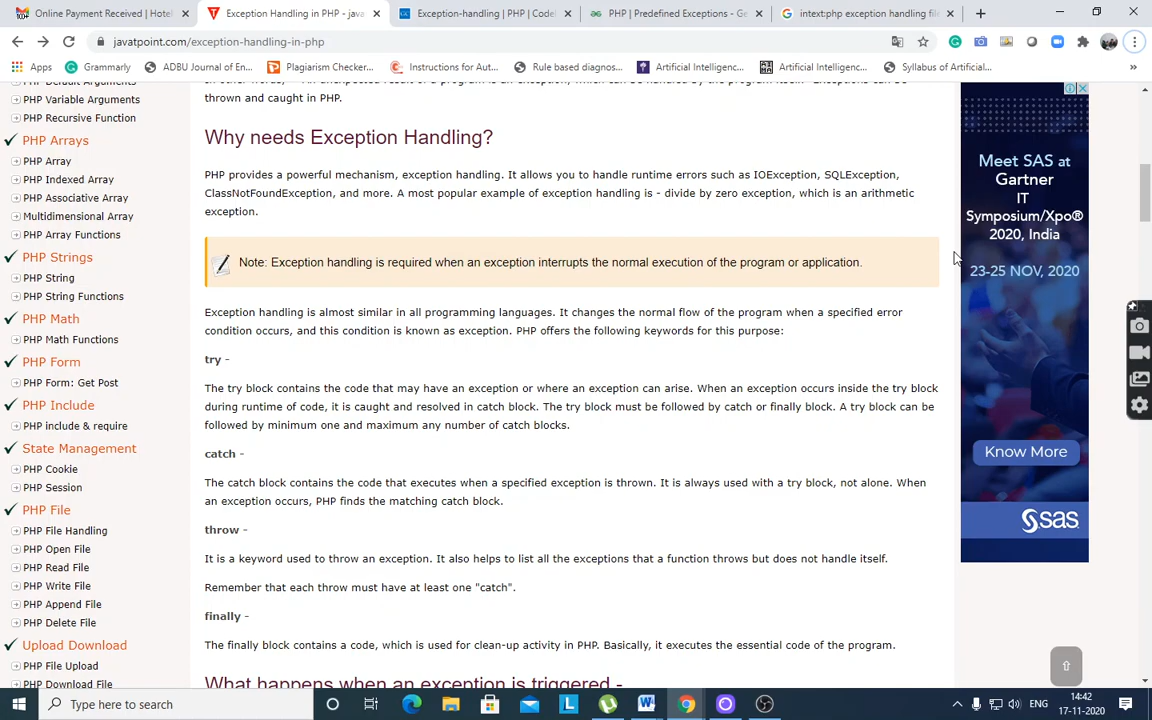 Online Payment Received | Hotel
Exception Handling in PHP - java
Exception-handling | PHP | Codel
PHP | Predefined Exceptions - Ge
intext:php exception handling file
javatpoint.com/exception-handling-in-php
Apps
Grammarly
ADBU Journal of En...
Plagiarism Checker...
Instructions for Aut...
Rule based diagnos...
Artificial Intelligenc...
Artificial Intelligenc...
Syllabus of Artificial...
PHP Default Arguments
PHP Variable Arguments
PHP Recursive Function
PHP Arrays
PHP Array
PHP Indexed Array
PHP Associative Array
Multidimensional Array
PHP Array Functions
PHP Strings
PHP String
PHP String Functions
PHP Math
PHP Math Functions
PHP Form
PHP Form: Get Post
PHP Include
PHP include & require
State Management
PHP Cookie
PHP Session
PHP File
PHP File Handling
PHP Open File
PHP Read File
PHP Write File
PHP Append File
PHP Delete File
Upload Download
PHP File Upload
PHP Download File
thrown and caught in PHP.
Why needs Exception Handling?
PHP provides a powerful mechanism, exception handling. It allows you to handle runtime errors such as IOException, SQLException,
ClassNotFoundException, and more. A most popular example of exception handling is - divide by zero exception, which is an arithmetic
exception.
Note: Exception handling is required when an exception interrupts the normal execution of the program or application.
Exception handling is almost similar in all programming languages. It changes the normal flow of the program when a specified error
condition occurs, and this condition is known as exception. PHP offers the following keywords for this purpose:
try -
The try block contains the code that may have an exception or where an exception can arise. When an exception occurs inside the try block
during runtime of code, it is caught and resolved in catch block. The try block must be followed by catch or finally block. A try block can be
followed by minimum one and maximum any number of catch blocks.
catch -
The catch block contains the code that executes when a specified exception is thrown. It is always used with a try block, not alone. When
an exception occurs, PHP finds the matching catch block.
throw -
It is a keyword used to throw an exception. It also helps to list all the exceptions that a function throws but does not handle itself.
Remember that each throw must have at least one "catch".
finally -
The finally block contains a code, which is used for clean-up activity in PHP. Basically, it executes the essential code of the program.
What happens when an exception is triggered -
Meet SAS at
Gartner
IT
Symposium/Xpo®
2020, India
23-25 NOV, 2020
Know More
sas
Type here to search
ENG
14:42
17-11-2020